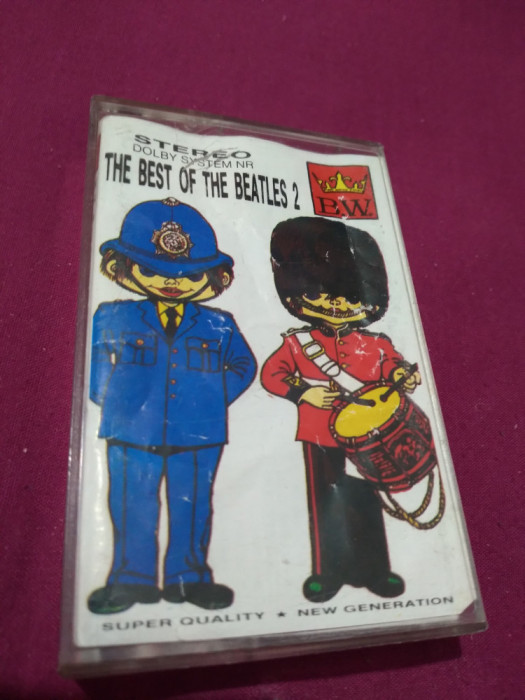 STEREO
DOLBY SYSTEM NR
THE BEST OF THE BEATLES 2
B.W.
SUPER QUALITY ★ NEW GENERATION